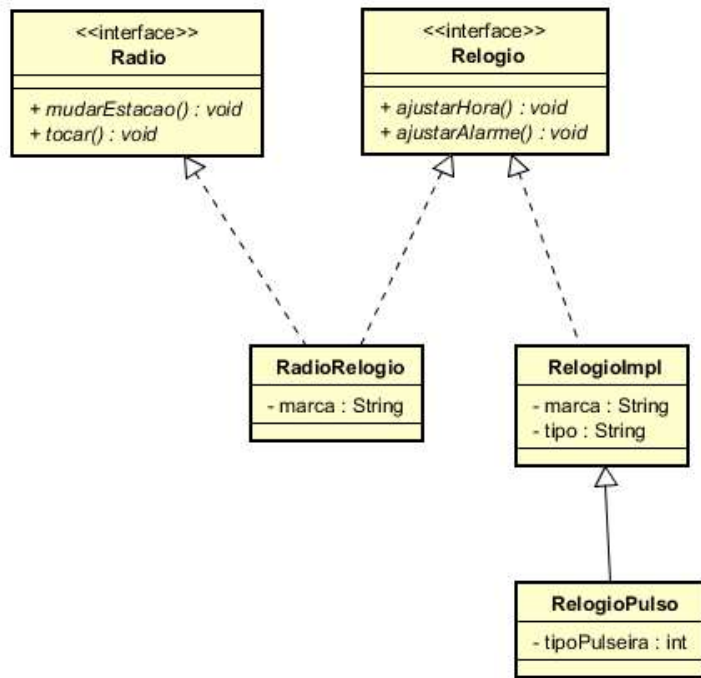 <<interface>>
Radio
+ mudarEstacao() : void
+ tocar() : void
<<interface>>
Relogio
+ ajustarHora() : void
+ ajustarAlarme() : void
RadioRelogio
- marca : String
RelogioImpl
- marca : String
- tipo : String
RelogioPulso
- tipoPulseira : int